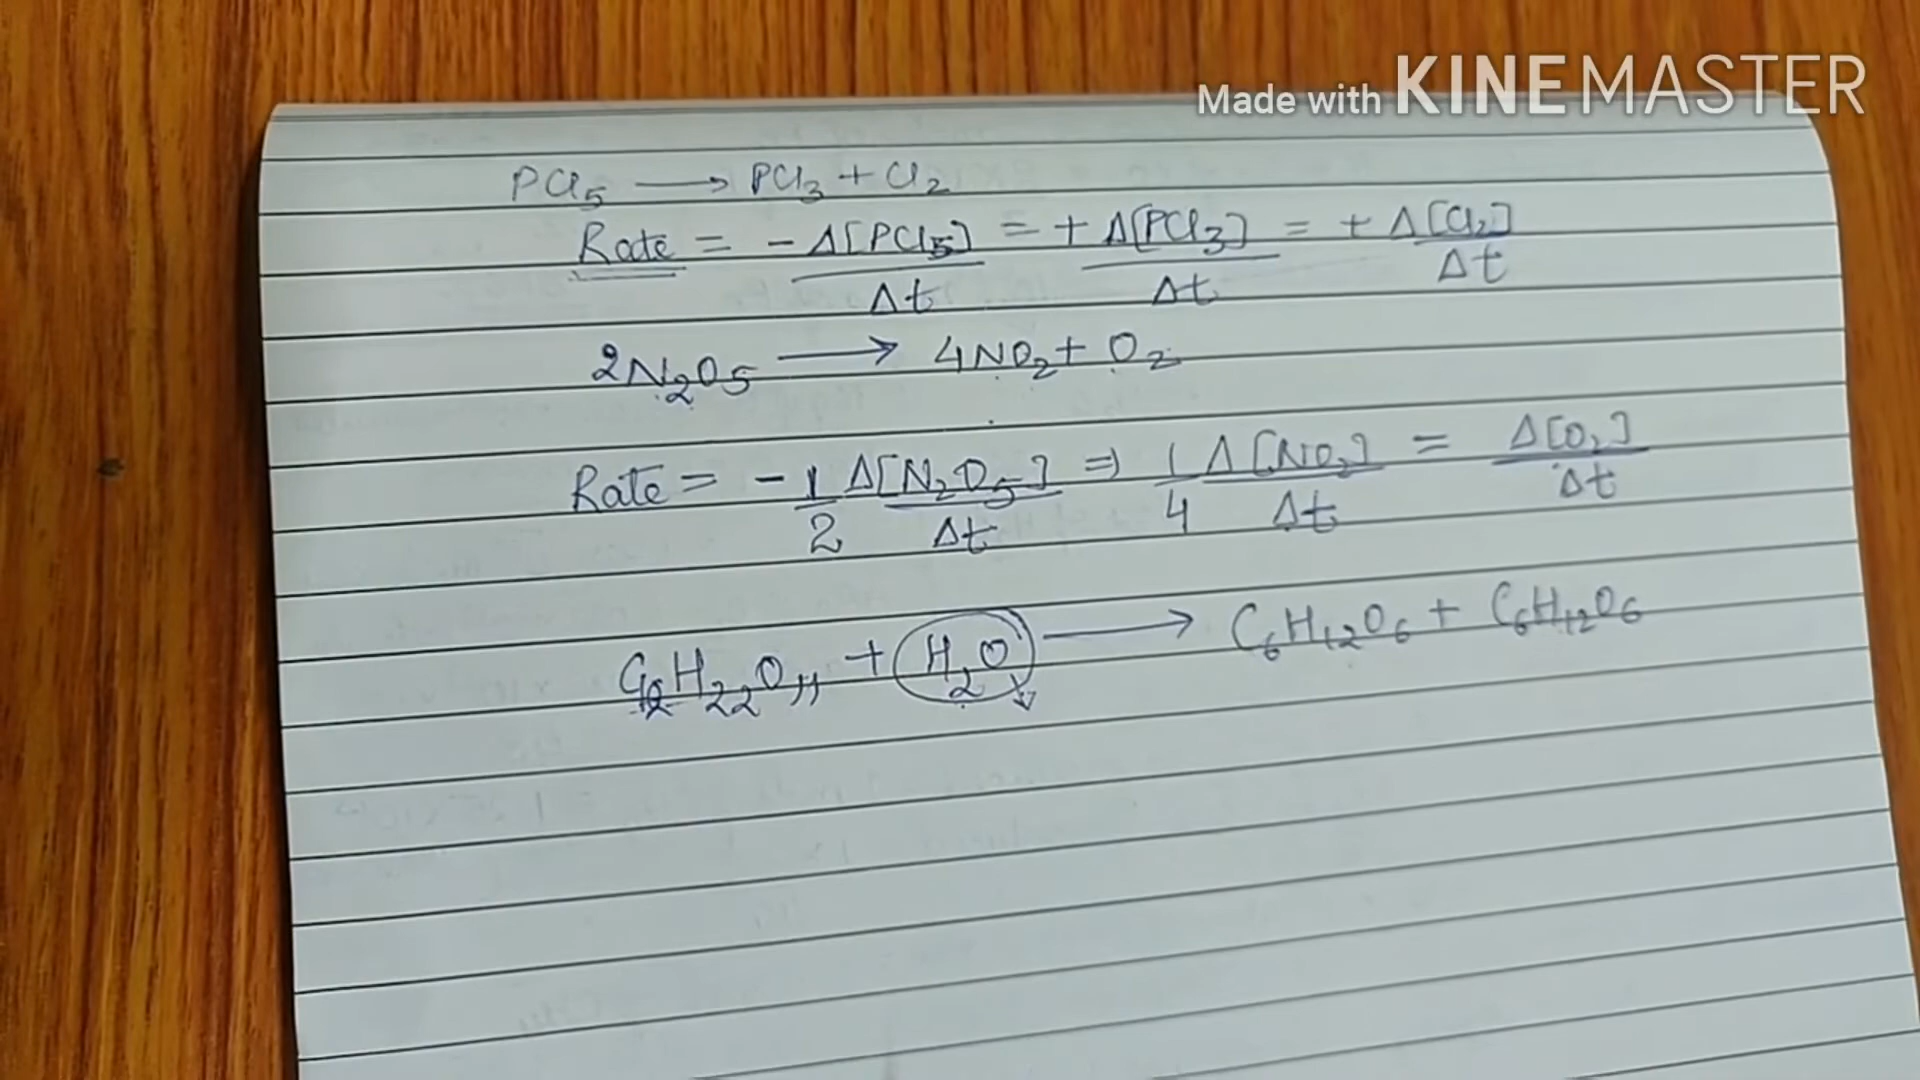 Made with KINEMASTER
PCl5 ⟶ PCl3 + Cl2
Rate = -Δ[PCl5]/Δt = +Δ[PCl3]/Δt = +Δ[Cl2]/Δt
2N2O5 ⟶ 4NO2 + O2
Rate = -1/2 Δ[N2O5]/Δt ⇒ 1/4 Δ[NO2]/Δt = Δ[O2]/Δt
C12H22O11 + H2O ⟶ C6H12O6 + C6H12O6